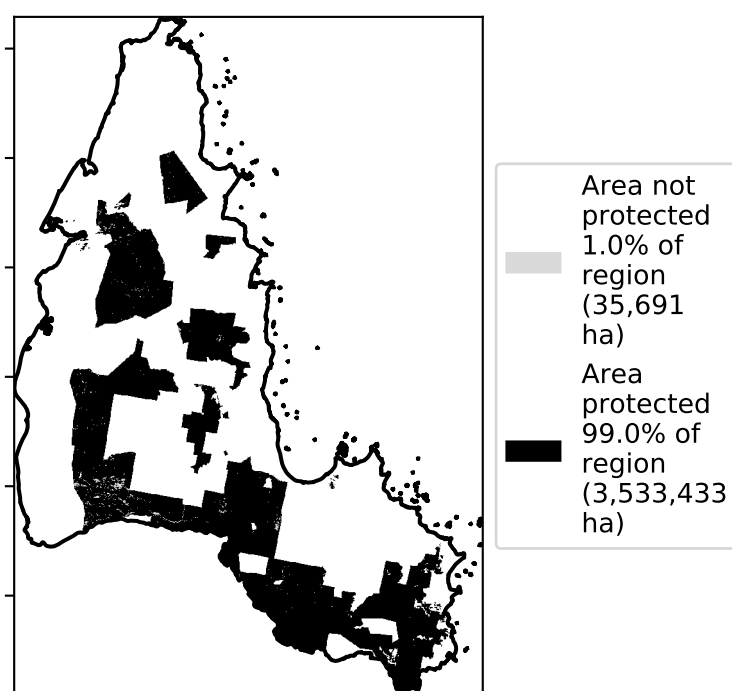 Area not
protected
1.0% of
region
(35,691
ha)
Area
protected
99.0% of
region
(3,533,433
ha)